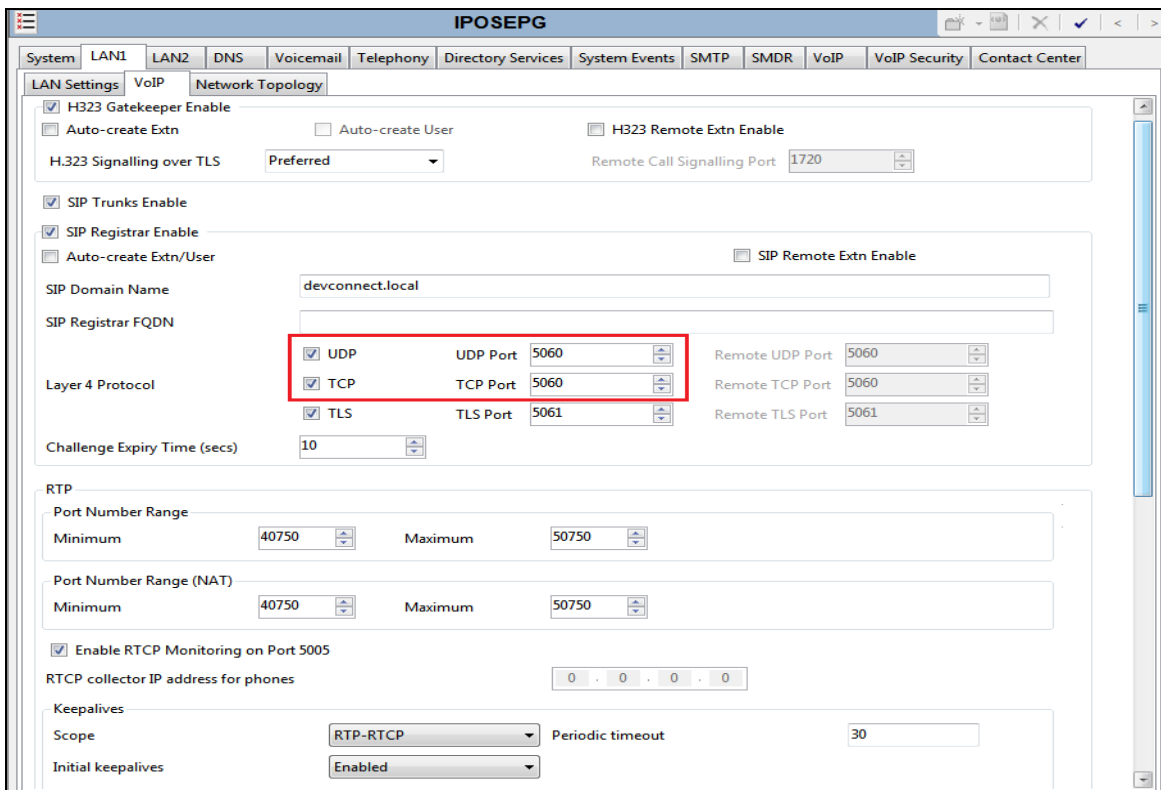 IPOSEPG
System LAN1 LAN2 DNS Voicemail Telephony Directory Services System Events SMTP SMDR VoIP VoIP Security Contact Center
LAN Settings VoIP Network Topology
H323 Gatekeeper Enable
Auto-create Extn Auto-create User H323 Remote Extn Enable
H.323 Signalling over TLS Preferred Remote Call Signalling Port 1720
SIP Trunks Enable
SIP Registrar Enable
Auto-create Extn/User SIP Remote Extn Enable
SIP Domain Name devconnect.local
SIP Registrar FQDN
UDP UDP Port 5060 Remote UDP Port 5060
Layer 4 Protocol TCP TCP Port 5060 Remote TCP Port 5060
TLS TLS Port 5061 Remote TLS Port 5061
Challenge Expiry Time (secs) 10
RTP
Port Number Range
Minimum 40750 Maximum 50750
Port Number Range (NAT)
Minimum 40750 Maximum 50750
Enable RTCP Monitoring on Port 5005
RTCP collector IP address for phones 0 . 0 . 0 . 0
Keepalives
Scope RTP-RTCP Periodic timeout 30
Initial keepalives Enabled